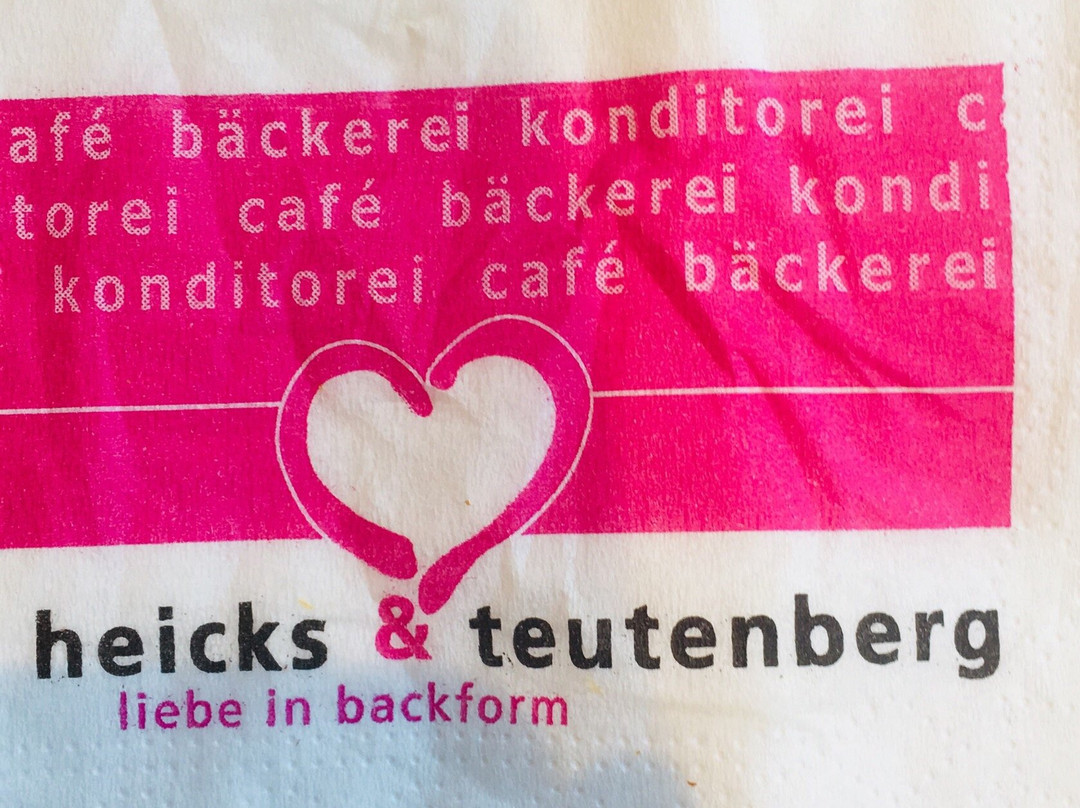 afé bäckerei konditorei c
torei café bäckerei kondi
i konditorei café bäckerei
heicks & teutenberg
liebe in backform